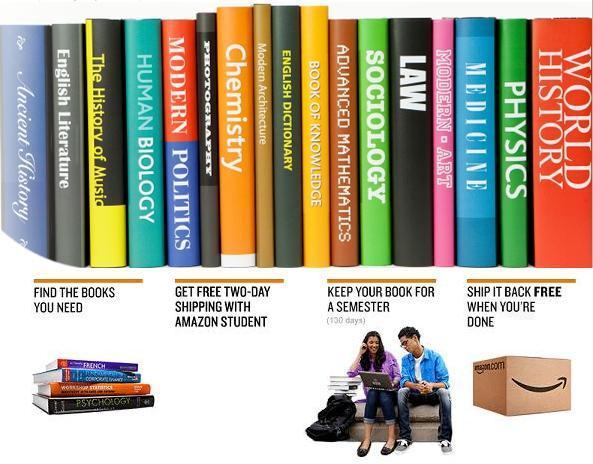 Ancient History
English Literature
The History of Music
HUMAN BIOLOGY
MODERN POLITICS
PHOTOGRAPHY
Chemistry
Modern Architecture
ENGLISH DICTIONARY
BOOK OF KNOWLEDGE
ADVANCED MATHEMATICS
SOCIOLOGY
LAW
MODERN • ART
MEDICINE
PHYSICS
WORLD HISTORY
FIND THE BOOKS
YOU NEED
GET FREE TWO-DAY
SHIPPING WITH
AMAZON STUDENT
KEEP YOUR BOOK FOR
A SEMESTER
(130 days)
SHIP IT BACK FREE
WHEN YOU'RE
DONE
FRENCH
CORPORATE FINANCE
WORKSHOP STATISTICS
PSYCHOLOGY
amazon.com